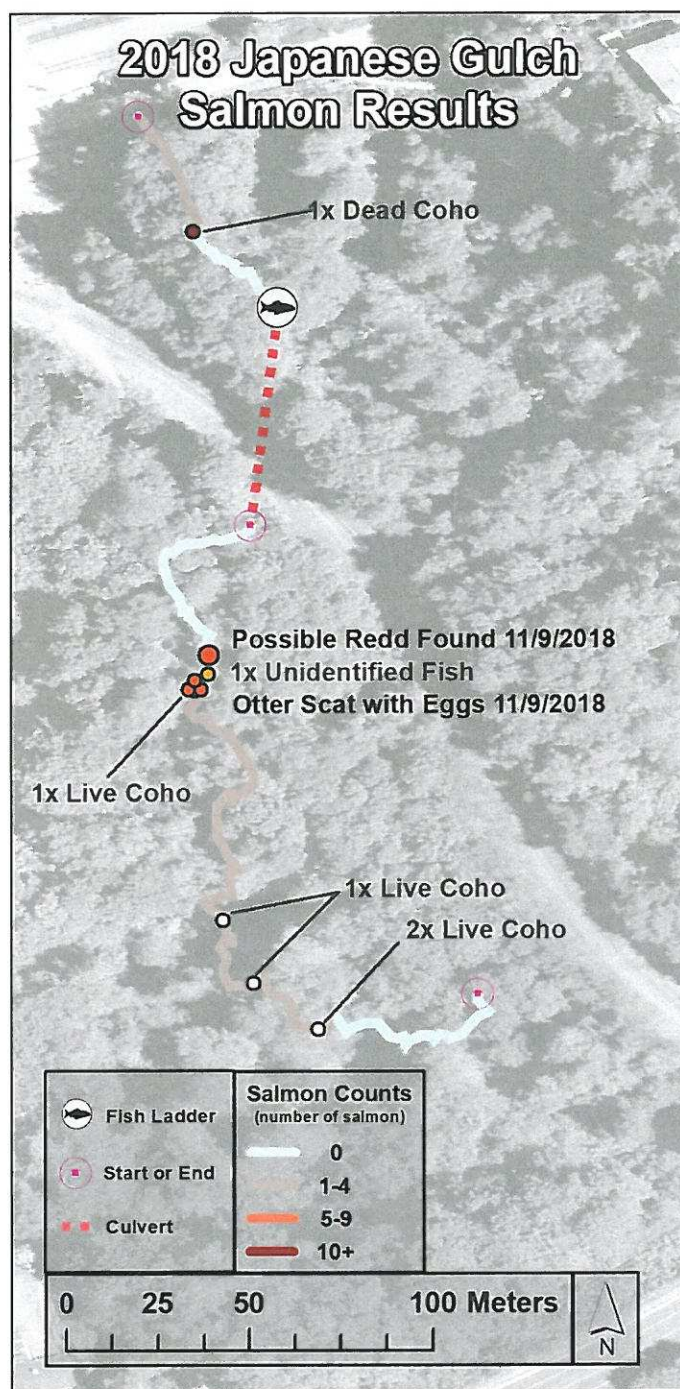 2018 Japanese Gulch
Salmon Results
1x Dead Coho
Possible Redd Found 11/9/2018
1x Unidentified Fish
Otter Scat with Eggs 11/9/2018
1x Live Coho
1x Live Coho
2x Live Coho
Fish Ladder
Start or End
Culvert
Salmon Counts
(number of salmon)
0
1-4
5-9
10+
0 25 50 100 Meters
N